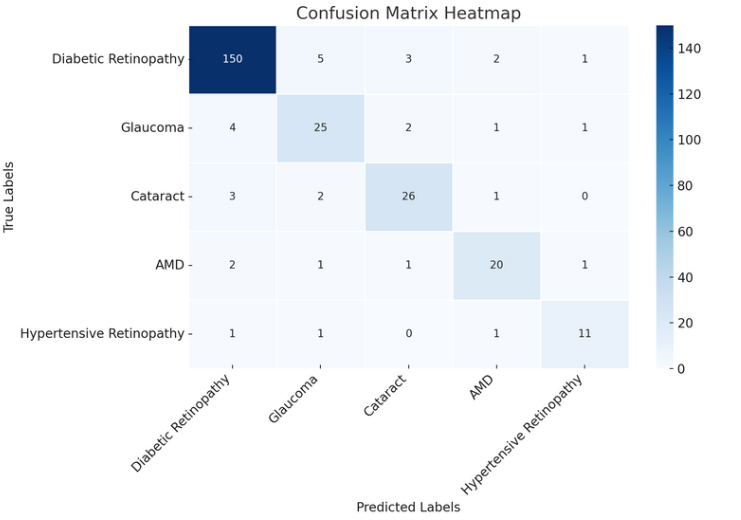 Confusion Matrix Heatmap
Diabetic Retinopathy 150 5 3 2 1
Glaucoma 4 25 2 1 1
Cataract 3 2 26 1 0
AMD 2 1 1 20 1
Hypertensive Retinopathy 1 1 0 1 11
True Labels
Diabetic Retinopathy Glaucoma Cataract AMD Hypertensive Retinopathy
Predicted Labels
140
120
100
80
60
40
20
0